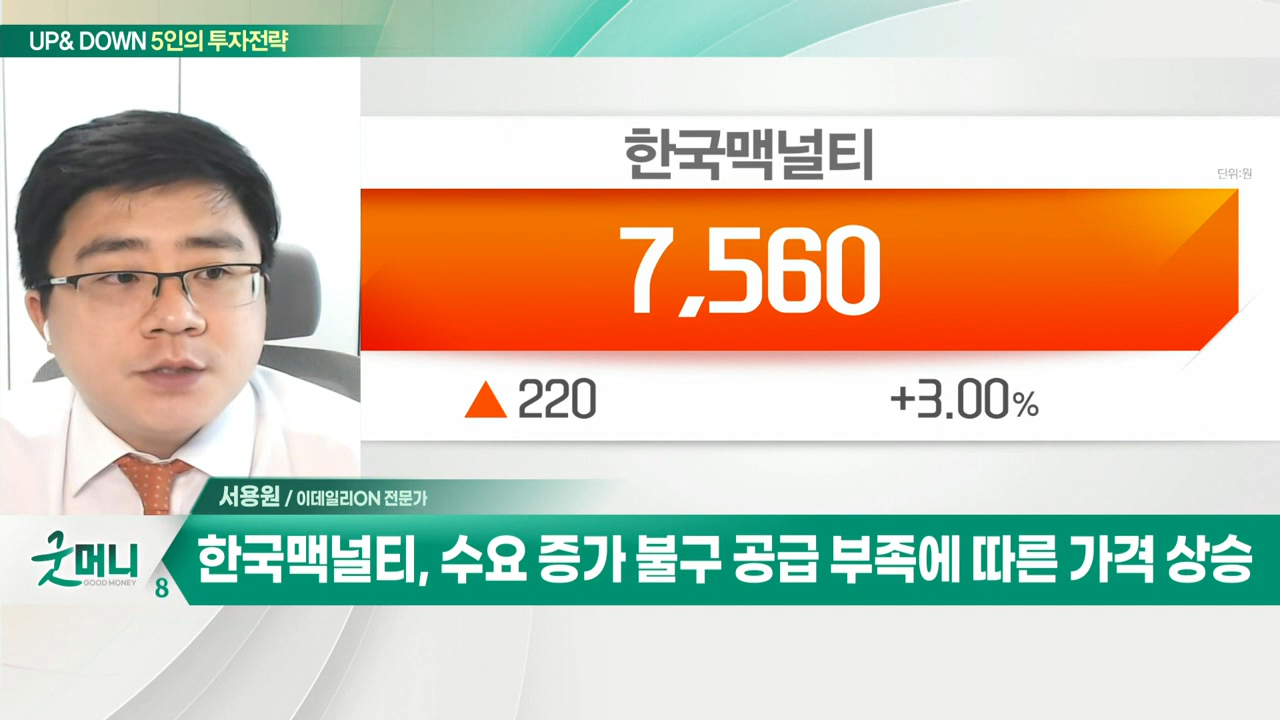 UP& DOWN 5인의 투자전략
한국맥널티
단위:원
7,560
▲ 220
+3.00%
서용원 / 이데일리ON 전문가
굿머니
GOOD MONEY
8
한국맥널티, 수요 증가 불구 공급 부족에 따른 가격 상승